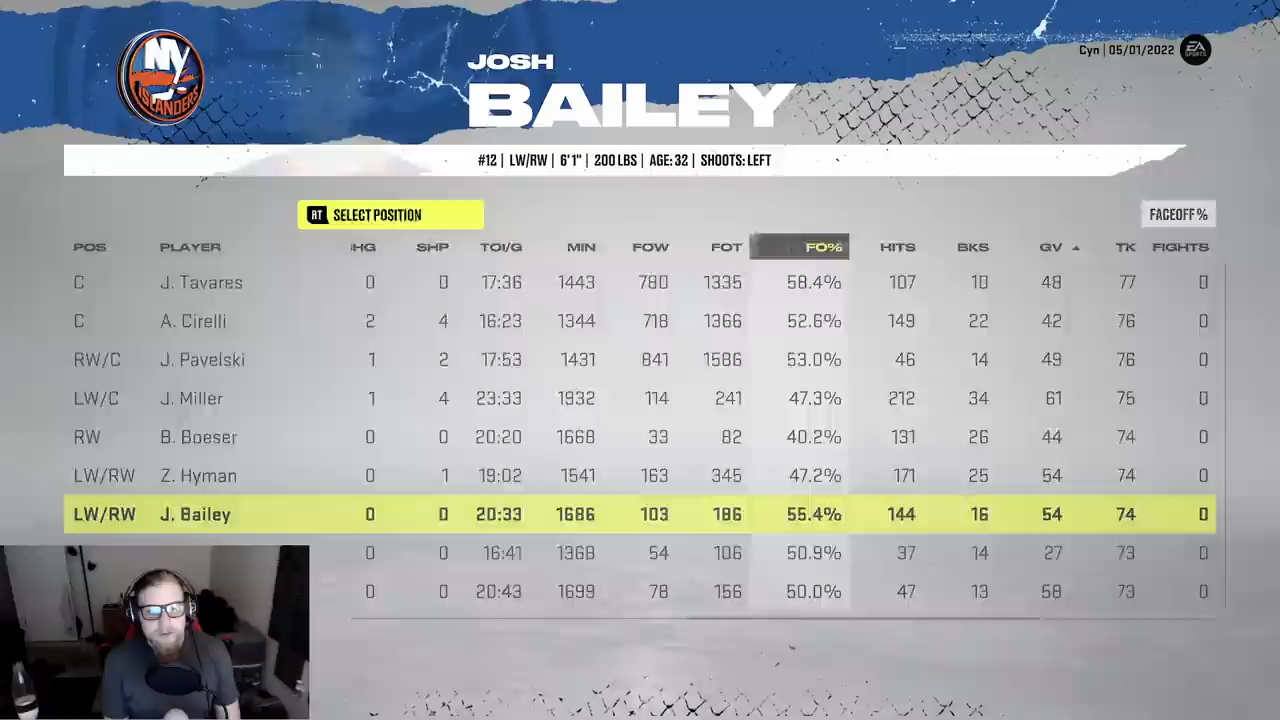 NY
ISLANDERS
JOSH
BAILEY
Cyn | 05/01/2022 EA SPORTS
#12 | LW/RW | 6'1" | 200 LBS | AGE: 32 | SHOOTS: LEFT
RT SELECT POSITION
FACEOFF %
POS PLAYER HG SHP TOI/G MIN FOW FOT FO% HITS BKS GV TK FIGHTS
C J. Tavares 0 0 17:36 1443 780 1335 58.4% 107 10 48 77 0
C A. Cirelli 2 4 16:23 1344 718 1366 52.6% 149 22 42 76 0
RW/C J. Pavelski 1 2 17:53 1431 841 1586 53.0% 46 14 49 76 0
LW/C J. Miller 1 4 23:33 1932 114 241 47.3% 212 34 61 75 0
RW B. Boeser 0 0 20:20 1668 33 82 40.2% 131 26 44 74 0
LW/RW Z. Hyman 0 1 19:02 1541 163 345 47.2% 171 25 54 74 0
LW/RW J. Bailey 0 0 20:33 1686 103 186 55.4% 144 16 54 74 0
0 0 16:41 1368 54 106 50.9% 37 14 27 73 0
0 0 20:43 1699 78 156 50.0% 47 13 58 73 0